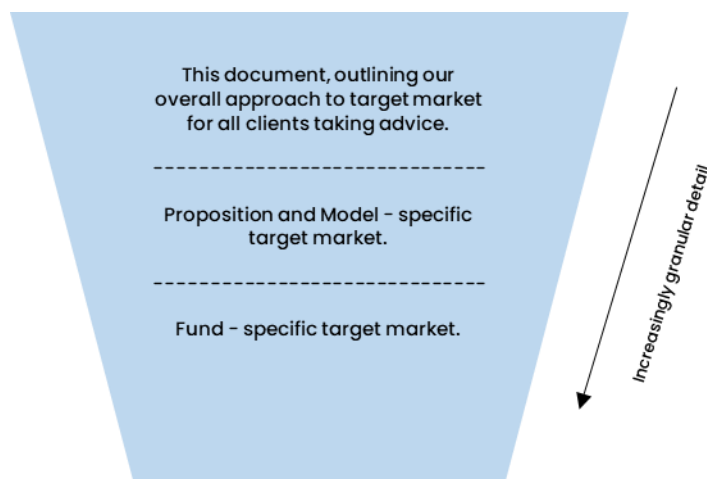 This document, outlining our
overall approach to target market
for all clients taking advice.
Proposition and Model - specific
target market.
Fund - specific target market.
Increasingly granular detail